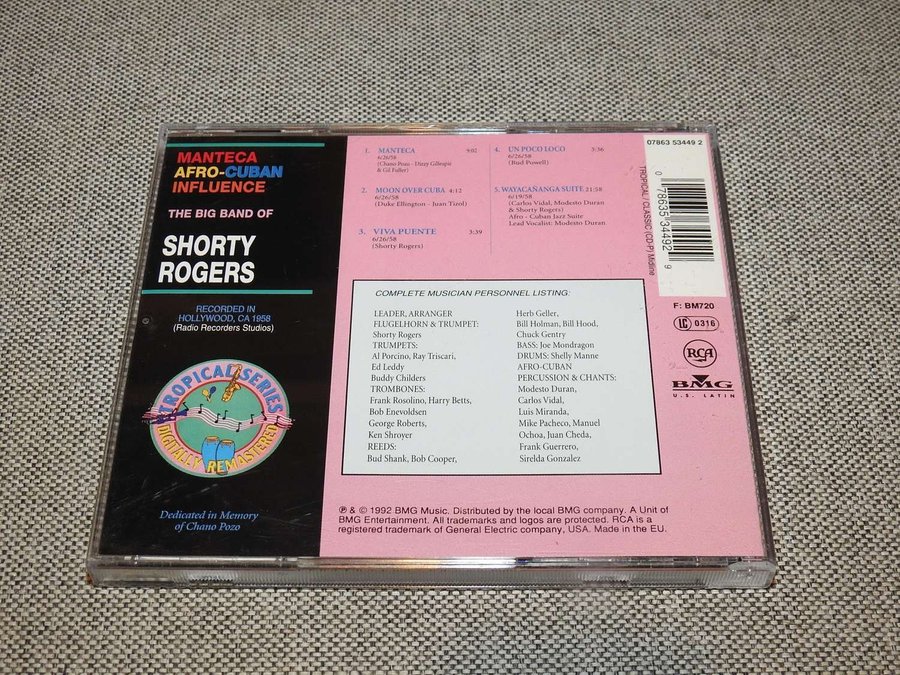 MANTECA
AFRO-CUBAN
INFLUENCE
THE BIG BAND OF
SHORTY
ROGERS
RECORDED IN
HOLLYWOOD, CA 1958
(Radio Recorders Studios)
TROPICAL SERIES
DIGITALLY REMASTERED
Dedicated in Memory
of Chano Pozo
1. MANTECA 9:02
6/26/58
(Chano Pozo - Dizzy Gillespie
& Gil Fuller)
2. MOON OVER CUBA 4:12
6/26/58
(Duke Ellington - Juan Tizol)
3. VIVA PUENTE 3:39
6/26/58
(Shorty Rogers)
4. UN POCO LOCO 3:36
6/26/58
(Bud Powell)
5. WAYACAÑANGA SUITE 21:58
6/19/58
(Carlos Vidal, Modesto Duran
& Shorty Rogers)
Afro - Cuban Jazz Suite
Lead Vocalist: Modesto Duran
COMPLETE MUSICIAN PERSONNEL LISTING:
LEADER, ARRANGER
FLUGELHORN & TRUMPET:
Shorty Rogers
TRUMPETS:
Al Porcino, Ray Triscari,
Ed Leddy
Buddy Childers
TROMBONES:
Frank Rosolino, Harry Betts,
Bob Enevoldsen
George Roberts,
Ken Shroyer
REEDS:
Bud Shank, Bob Cooper,
Herb Geller,
Bill Holman, Bill Hood,
Chuck Gentry
BASS: Joe Mondragon
DRUMS: Shelly Manne
AFRO-CUBAN
PERCUSSION & CHANTS:
Modesto Duran,
Carlos Vidal,
Luis Miranda,
Mike Pacheco, Manuel
Ochoa, Juan Cheda,
Frank Guerrero,
Sirelda Gonzalez
℗ & © 1992 BMG Music. Distributed by the local BMG company. A Unit of
BMG Entertainment. All trademarks and logos are protected. RCA is a
registered trademark of General Electric company, USA. Made in the EU.
07863 53449 2
0 78635 34492 9
TROPICAL / CLASSIC (CD-P) Midline
F: BM720
LC 0316
RCA
BMG
U.S. LATIN